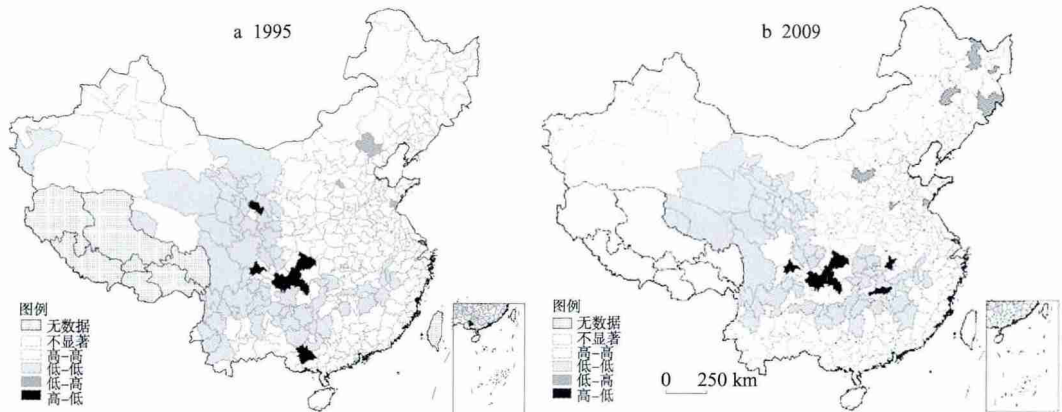 a 1995
图例
无数据
不显著
高-高
低-低
低-高
高-低
b 2009
图例
无数据
不显著
高-高
低-低
低-高
高-低
0 250 km